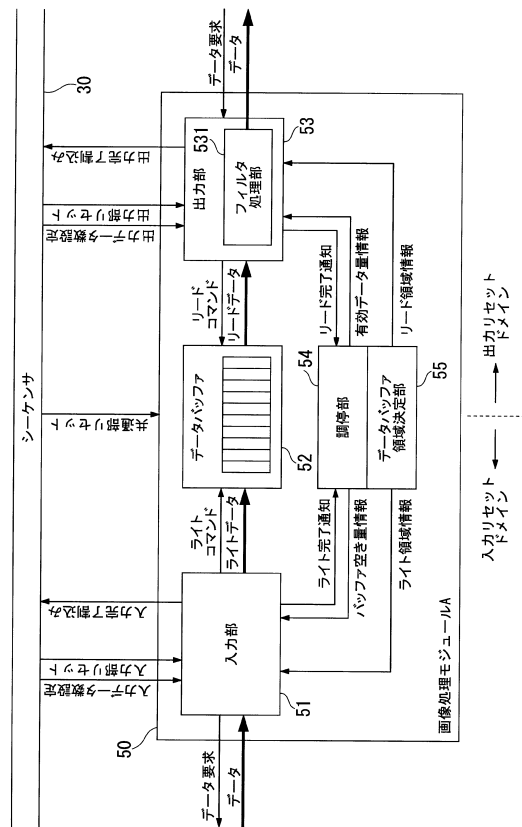 シーケンサ
30
入力データ数設定
入力部リセット
入力完了割込み
共通部リセット
出力データ数設定
出力部リセット
出力完了割込み
50
データ要求
データ
入力部
51
ライト
コマンド
ライトデータ
データバッファ
52
リード
コマンド
リードデータ
出力部
531
フィルタ
処理部
53
データ要求
データ
ライト完了通知
バッファ空き量情報
ライト領域情報
調停部
54
データバッファ
領域決定部
55
リード完了通知
有効データ量情報
リード領域情報
画像処理モジュールA
入力リセット
ドメイン
出力リセット
ドメイン